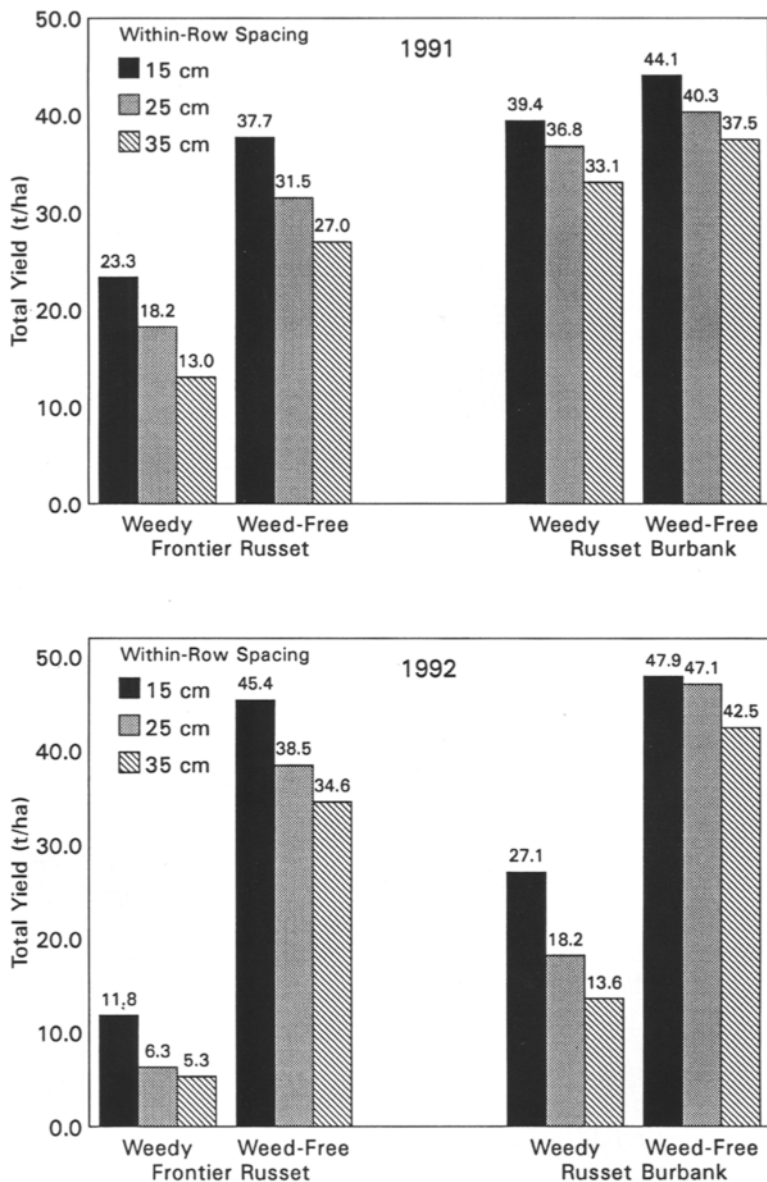 1991
Within-Row Spacing
15 cm
25 cm
35 cm
Total Yield (t/ha)
50.0
40.0
30.0
20.0
10.0
0.0
23.3
18.2
13.0
37.7
31.5
27.0
39.4
36.8
33.1
44.1
40.3
37.5
Weedy Weed-Free Weedy Weed-Free
Frontier Russet Russet Burbank
1992
Within-Row Spacing
15 cm
25 cm
35 cm
Total Yield (t/ha)
50.0
40.0
30.0
20.0
10.0
0.0
11.8
6.3
5.3
45.4
38.5
34.6
27.1
18.2
13.6
47.9
47.1
42.5
Weedy Weed-Free Weedy Weed-Free
Frontier Russet Russet Burbank